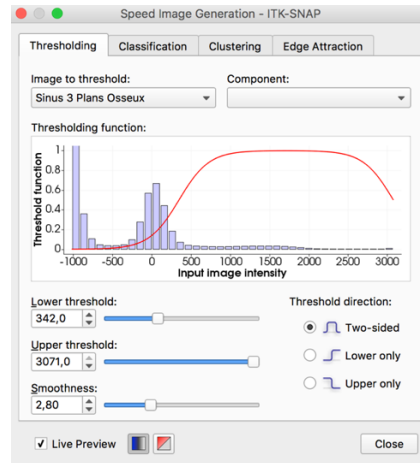 Speed Image Generation - ITK-SNAP
Thresholding Classification Clustering Edge Attraction
Image to threshold: Component:
Sinus 3 Plans Osseux
Thresholding function:
Threshold function
1
0.8
0.6
0.4
0.2
0
-1000 -500 0 500 1000 1500 2000 2500 3000
Input image intensity
Lower threshold: Threshold direction:
342,0 Two-sided
Upper threshold:
3071,0 Lower only
Smoothness:
2,80 Upper only
Live Preview Close